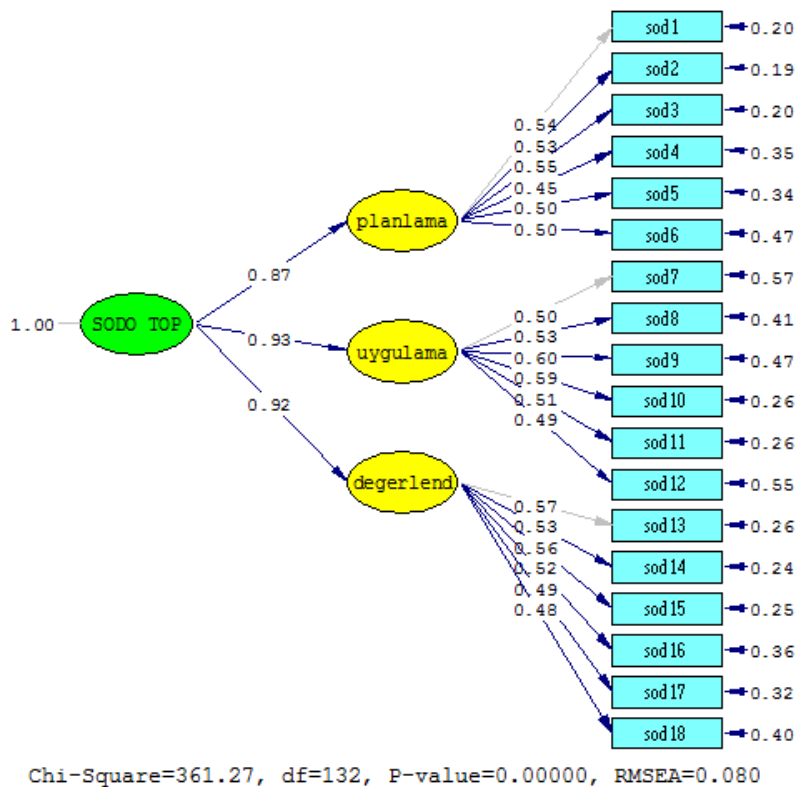 sod1 0.20
sod2 0.19
sod3 0.20
0.54
sod4 0.35
0.53
0.55
sod5 0.34
0.45
0.50
planlama
0.50
sod6 0.47
0.87
sod7 0.57
1.00 SODO TOP
0.50
sod8 0.41
0.93
0.53
uygulama
0.60
sod9 0.47
0.59
0.51
sod10 0.26
0.92
0.49
sod11 0.26
degerlend
sod12 0.55
0.57
sod13 0.26
0.53
0.56
sod14 0.24
0.52
0.49
sod15 0.25
0.48
sod16 0.36
sod17 0.32
sod18 0.40
Chi-Square=361.27, df=132, P-value=0.00000, RMSEA=0.080